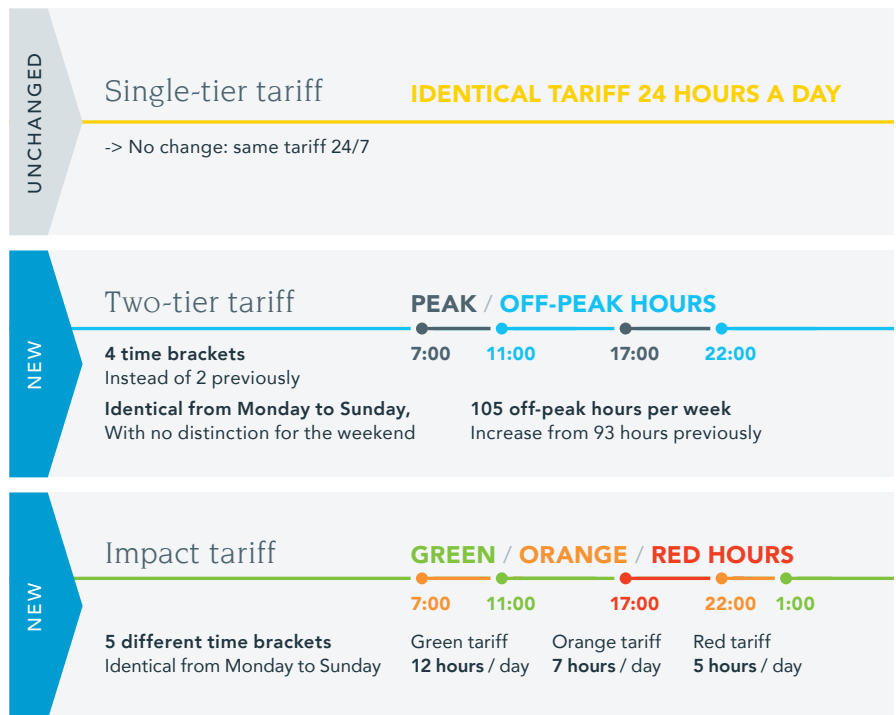 UNCHANGED
Single-tier tariff
IDENTICAL TARIFF 24 HOURS A DAY
-> No change: same tariff 24/7
NEW
Two-tier tariff
PEAK / OFF-PEAK HOURS
7:00 11:00 17:00 22:00
4 time brackets
Instead of 2 previously
Identical from Monday to Sunday,
With no distinction for the weekend
105 off-peak hours per week
Increase from 93 hours previously
NEW
Impact tariff
GREEN / ORANGE / RED HOURS
7:00 11:00 17:00 22:00 1:00
5 different time brackets
Identical from Monday to Sunday
Green tariff
12 hours / day
Orange tariff
7 hours / day
Red tariff
5 hours / day